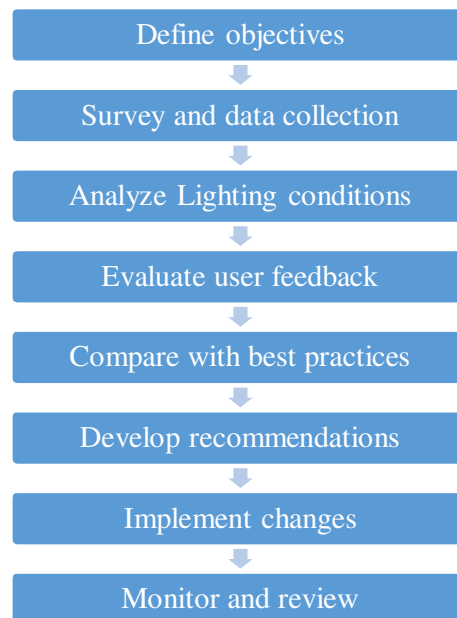 Define objectives
Survey and data collection
Analyze Lighting conditions
Evaluate user feedback
Compare with best practices
Develop recommendations
Implement changes
Monitor and review